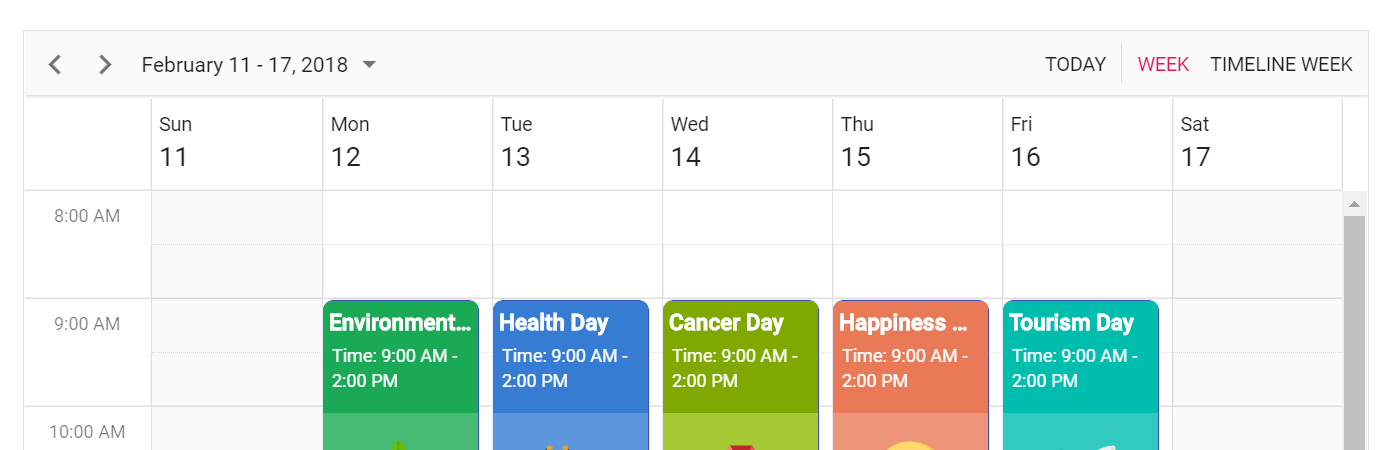 February 11 - 17, 2018
TODAY
WEEK
TIMELINE WEEK
Sun
11
Mon
12
Tue
13
Wed
14
Thu
15
Fri
16
Sat
17
8:00 AM
9:00 AM
Environment...
Time: 9:00 AM -
2:00 PM
Health Day
Time: 9:00 AM -
2:00 PM
Cancer Day
Time: 9:00 AM -
2:00 PM
Happiness ...
Time: 9:00 AM -
2:00 PM
Tourism Day
Time: 9:00 AM -
2:00 PM
10:00 AM